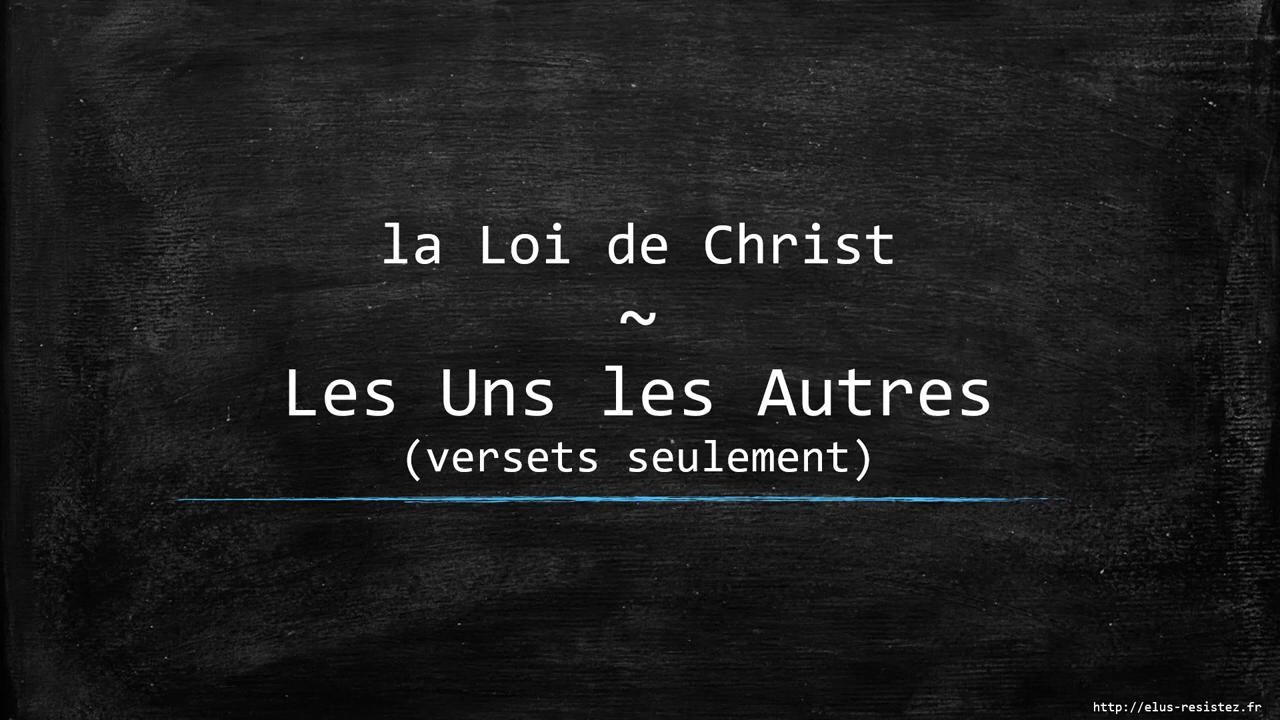 la Loi de Christ
~
Les Uns les Autres
(versets seulement)
http://elus-resistez.fr